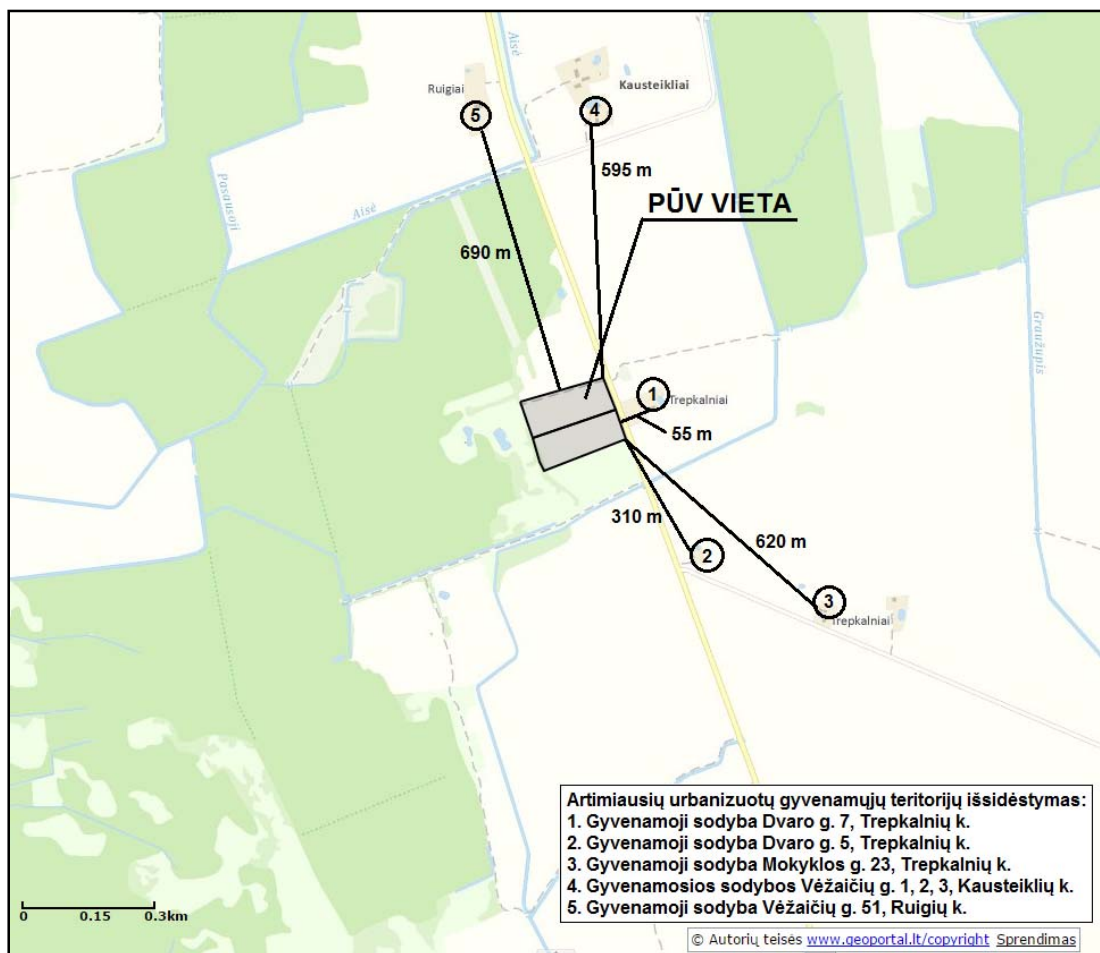 Aisė
Ruigiai
Kausteikliai
5
4
595 m
PŪV VIETA
Pasausoji
Aisė
690 m
Graužupis
1
Trepkalniai
55 m
310 m
620 m
2
3
Trepkalniai
Artimiausių urbanizuotų gyvenamųjų teritorijų išsidėstymas:
1. Gyvenamoji sodyba Dvaro g. 7, Trepkalnių k.
2. Gyvenamoji sodyba Dvaro g. 5, Trepkalnių k.
3. Gyvenamoji sodyba Mokyklos g. 23, Trepkalnių k.
4. Gyvenamosios sodybos Vėžaičių g. 1, 2, 3, Kausteiklių k.
5. Gyvenamoji sodyba Vėžaičių g. 51, Ruigių k.
0 0.15 0.3km
© Autorių teisės www.geoportal.lt/copyright Sprendimas